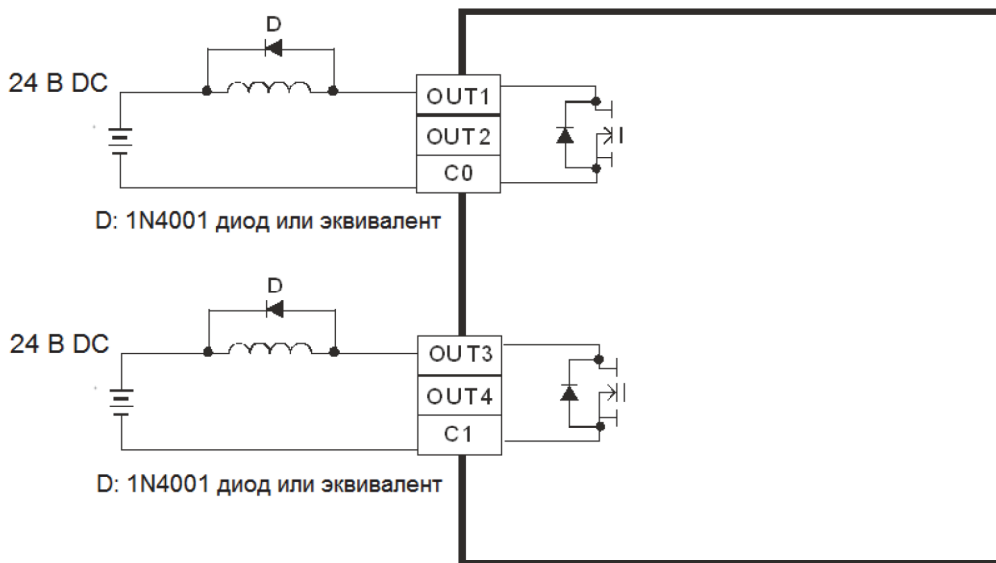 D
24 В DC
OUT1
OUT2
C0
D: 1N4001 диод или эквивалент
D
24 В DC
OUT3
OUT4
C1
D: 1N4001 диод или эквивалент